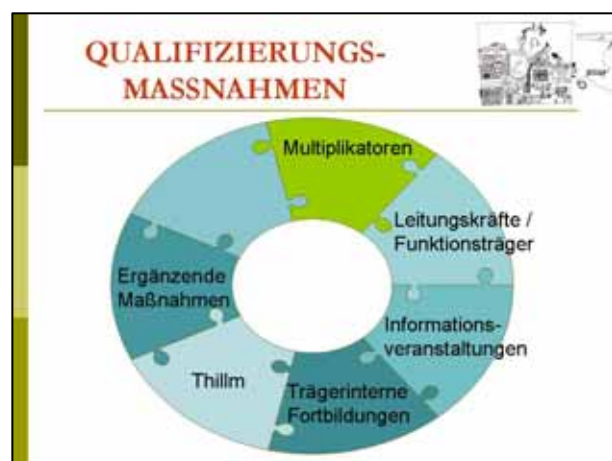 QUALIFIZIERUNGS-
MASSNAHMEN
Multiplikatoren
Leitungskräfte /
Funktionsträger
Informations-
veranstaltungen
Trägerinterne
Fortbildungen
Thillm
Ergänzende
Maßnahmen